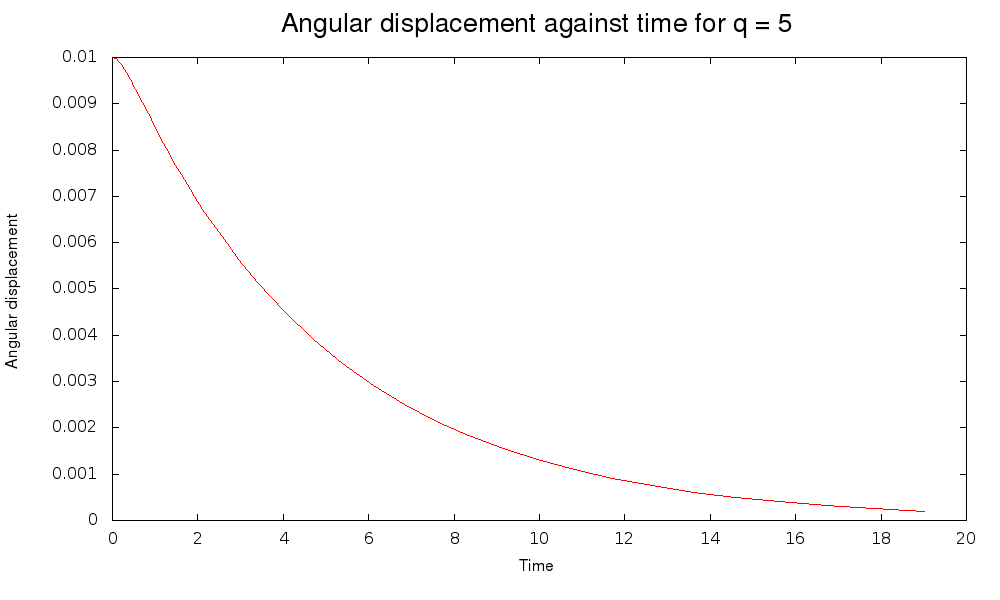 Angular displacement against time for q = 5
0.01
0.009
0.008
0.007
0.006
0.005
0.004
0.003
0.002
0.001
0
Angular displacement
0 2 4 6 8 10 12 14 16 18 20
Time